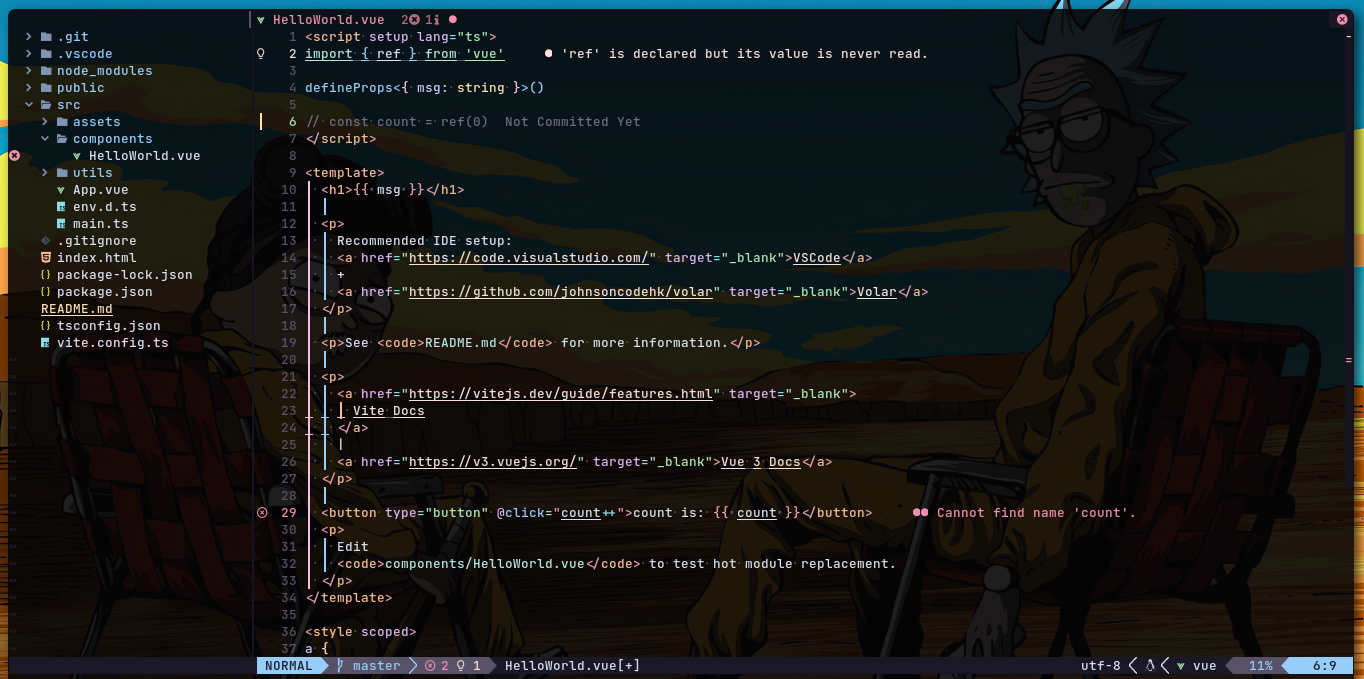 HelloWorld.vue 2 1
.git
.vscode
node_modules
public
src
assets
components
HelloWorld.vue
utils
App.vue
env.d.ts
main.ts
.gitignore
index.html
package-lock.json
package.json
README.md
tsconfig.json
vite.config.ts
1 <script setup lang="ts">
2 import { ref } from 'vue' ● 'ref' is declared but its value is never read.
3
4 defineProps<{ msg: string }>()
5
6 // const count = ref(0) Not Committed Yet
7 </script>
8
9 <template>
10 <h1>{{ msg }}</h1>
11
12 <p>
13 Recommended IDE setup:
14 <a href="https://code.visualstudio.com/" target="_blank">VSCode</a>
15 +
16 <a href="https://github.com/johnsoncodehk/volar" target="_blank">Volar</a>
17 </p>
18
19 <p>See <code>README.md</code> for more information.</p>
20
21 <p>
22 <a href="https://vitejs.dev/guide/features.html" target="_blank">
23 Vite Docs
24 </a>
25
26 <a href="https://v3.vuejs.org/" target="_blank">Vue 3 Docs</a>
27 </p>
28
29 <button type="button" @click="count++">count is: {{ count }}</button> ●● Cannot find name 'count'.
30 <p>
31 Edit
32 <code>components/HelloWorld.vue</code> to test hot module replacement.
33 </p>
34 </template>
35
36 <style scoped>
37 a {
NORMAL master 2 1 HelloWorld.vue[+] utf-8 vue 11% 6:9